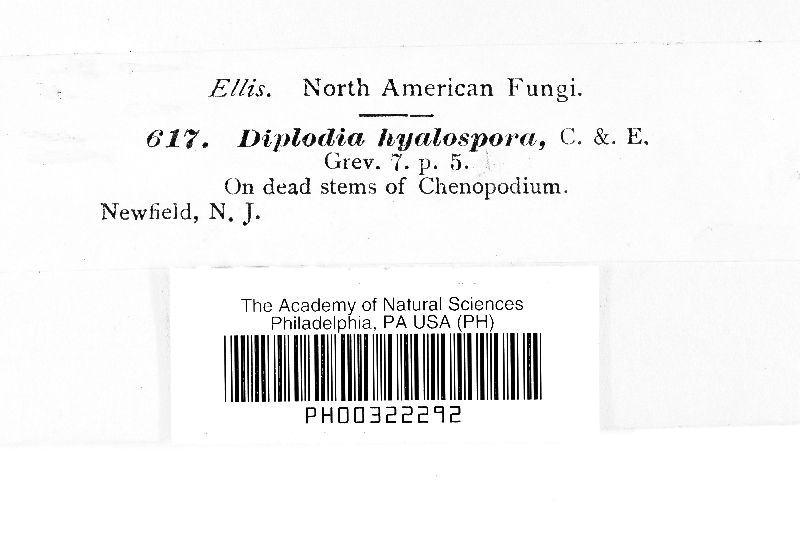 Ellis. North American Fungi.
617. Diplodia hyalospora, C. &. E.
Grev. 7. p. 5.
On dead stems of Chenopodium.
Newfield, N. J.
The Academy of Natural Sciences
Philadelphia, PA USA (PH)
PH00322292